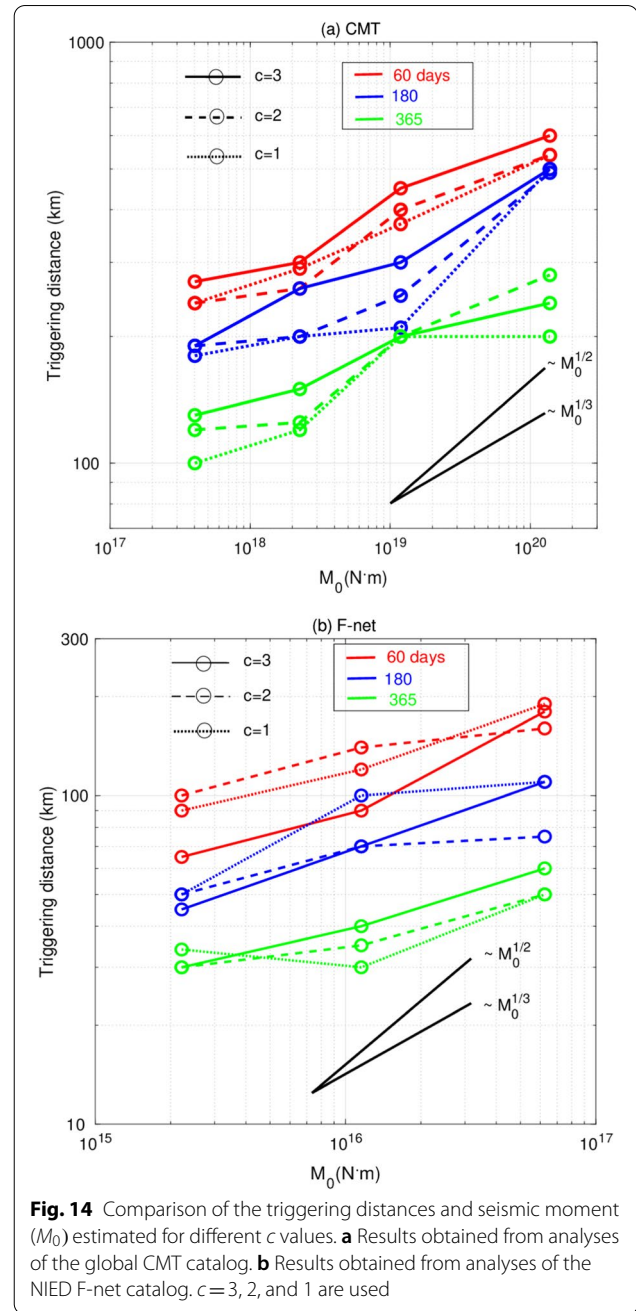 (a) CMT
1000
c=3
c=2
c=1
60 days
180
365
Triggering distance (km)
~ M₀^1/2
~ M₀^1/3
100
10^17
10^18
10^19
10^20
M₀(N·m)
(b) F-net
300
c=3
c=2
c=1
60 days
180
365
100
Triggering distance (km)
~ M₀^1/2
~ M₀^1/3
10
10^15
10^16
10^17
M₀(N·m)
Fig. 14 Comparison of the triggering distances and seismic moment
(M₀) estimated for different c values. a Results obtained from analyses
of the global CMT catalog. b Results obtained from analyses of the
NIED F-net catalog. c = 3, 2, and 1 are used